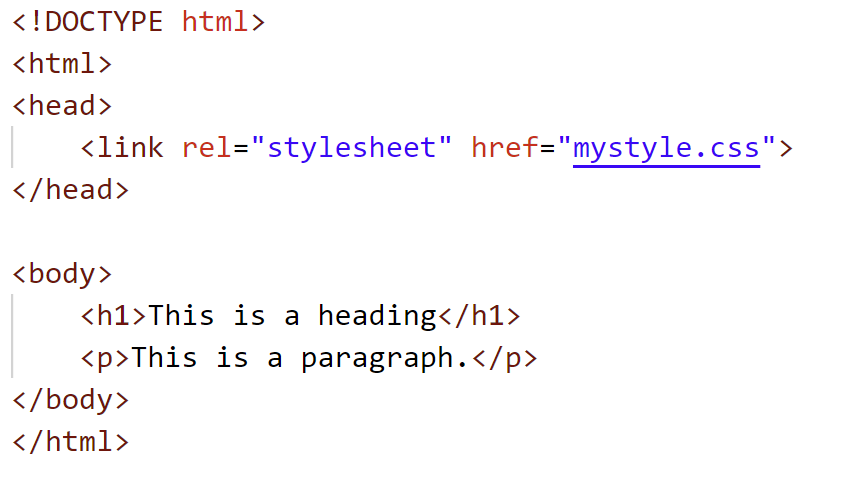 <!DOCTYPE html>
<html>
<head>
    <link rel="stylesheet" href="mystyle.css">
</head>

<body>
    <h1>This is a heading</h1>
    <p>This is a paragraph.</p>
</body>
</html>